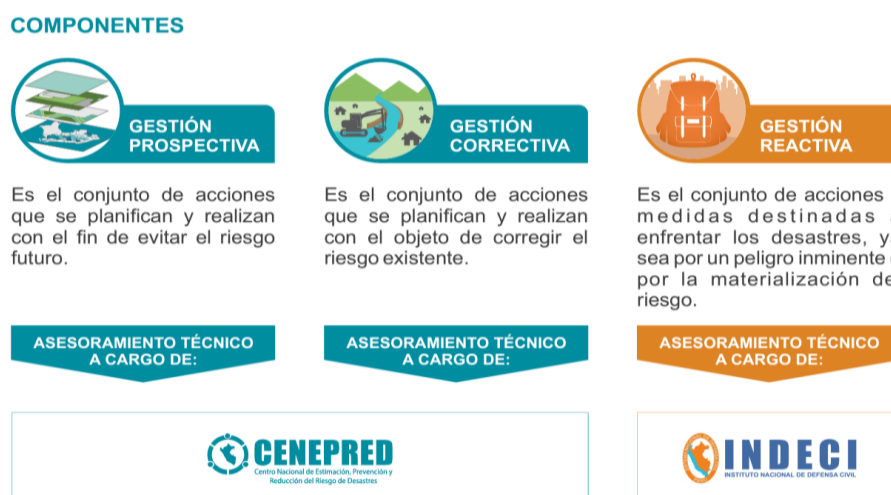 COMPONENTES
GESTIÓN
PROSPECTIVA
Es el conjunto de acciones
que se planifican y realizan
con el fin de evitar el riesgo
futuro.
ASESORAMIENTO TÉCNICO
A CARGO DE:
GESTIÓN
CORRECTIVA
Es el conjunto de acciones
que se planifican y realizan
con el objeto de corregir el
riesgo existente.
ASESORAMIENTO TÉCNICO
A CARGO DE:
CENEPRED
Centro Nacional de Estimación, Prevención y
Reducción del Riesgo de Desastres
GESTIÓN
REACTIVA
Es el conjunto de acciones
medidas destinadas
enfrentar los desastres,
sea por un peligro inminente
por la materialización
riesgo.
ASESORAMIENTO TÉCNICO
A CARGO DE:
INDECI
INSTITUTO NACIONAL DE DEFENSA CIVIL